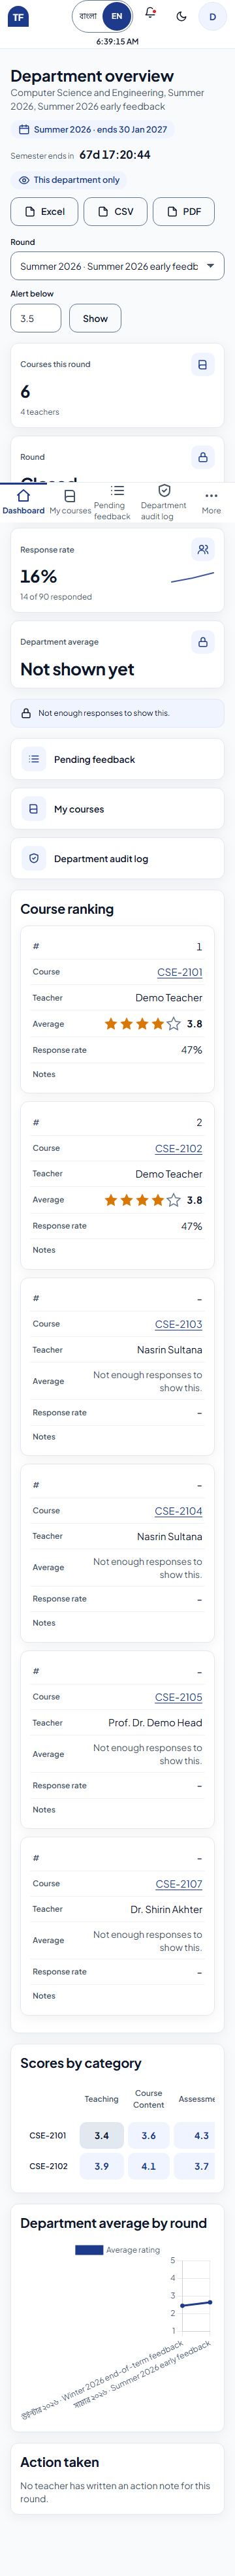 TF
বাংলা EN
D
6:39:15 AM
Department overview
Computer Science and Engineering, Summer
2026, Summer 2026 early feedback
Summer 2026 · ends 30 Jan 2027
Semester ends in 67d 17:20:44
This department only
Excel CSV PDF
Round
Summer 2026 · Summer 2026 early feedb
Alert below
3.5 Show
Courses this round
6
4 teachers
Round
Dashboard My courses Pending feedback Department audit log More
Response rate
16%
14 of 90 responded
Department average
Not shown yet
Not enough responses to show this.
Pending feedback
My courses
Department audit log
Course ranking
# 1
Course CSE-2101
Teacher Demo Teacher
Average 3.8
Response rate 47%
Notes
# 2
Course CSE-2102
Teacher Demo Teacher
Average 3.8
Response rate 47%
Notes
# –
Course CSE-2103
Teacher Nasrin Sultana
Average Not enough responses to
show this.
Response rate –
Notes
# –
Course CSE-2104
Teacher Nasrin Sultana
Average Not enough responses to
show this.
Response rate –
Notes
# –
Course CSE-2105
Teacher Prof. Dr. Demo Head
Average Not enough responses to
show this.
Response rate –
Notes
# –
Course CSE-2107
Teacher Dr. Shirin Akhter
Average Not enough responses to
show this.
Response rate –
Notes
Scores by category
Teaching Course Content Assessme
CSE-2101 3.4 3.6 4.3
CSE-2102 3.9 4.1 3.7
Department average by round
Average rating
5
4
3
2
1
২০২৬ · Winter 2026 end-of-term feedback
২০২৬ · Summer 2026 early feedback
Action taken
No teacher has written an action note for this
round.